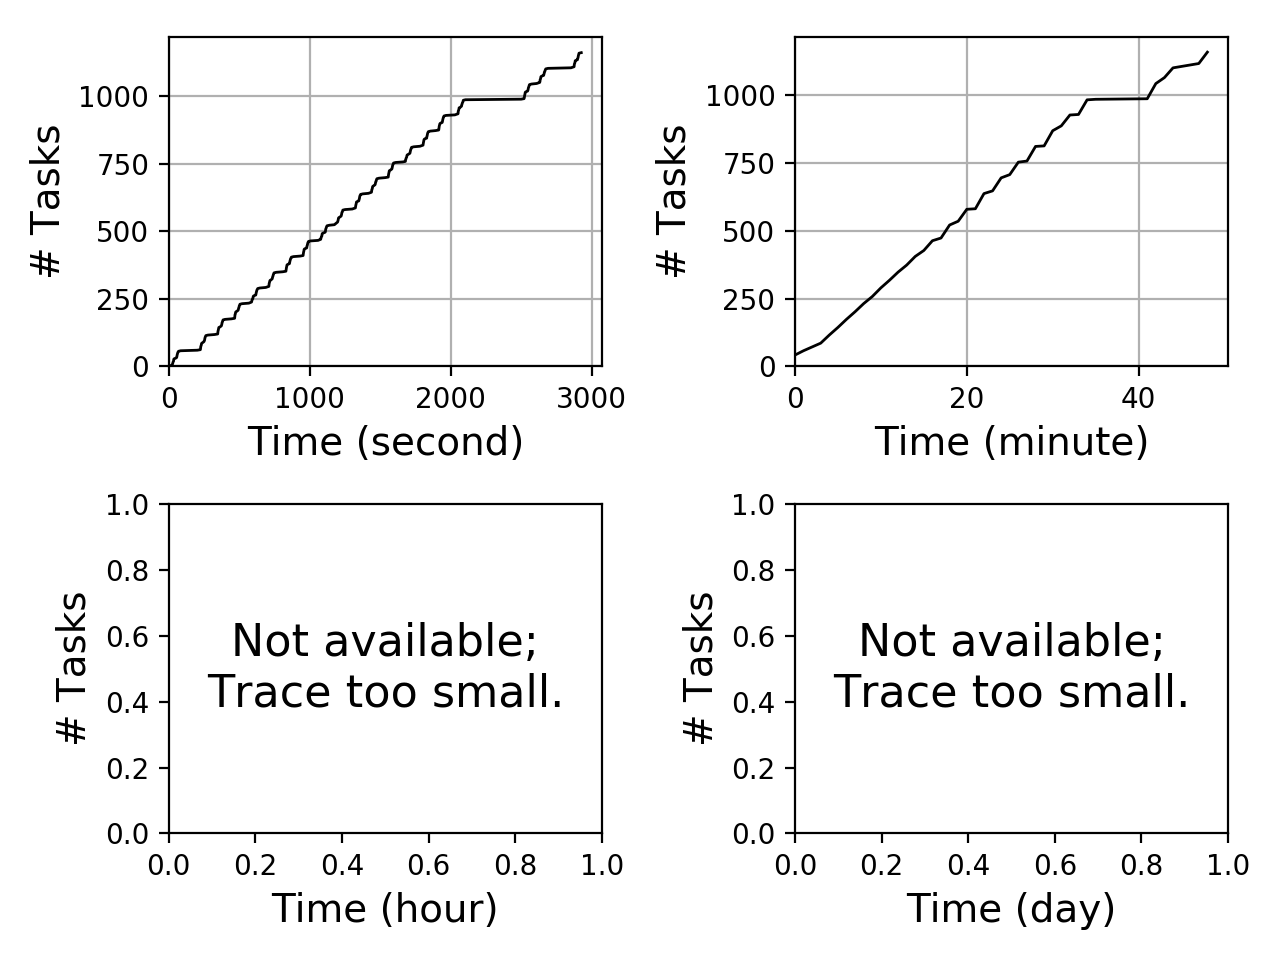 1000
750
500
250
0
# Tasks
0 1000 2000 3000
Time (second)
1000
750
500
250
0
# Tasks
0 20 40
Time (minute)
1.0
0.8
0.6
0.4
0.2
0.0
# Tasks
Not available;
Trace too small.
0.0 0.2 0.4 0.6 0.8 1.0
Time (hour)
1.0
0.8
0.6
0.4
0.2
0.0
# Tasks
Not available;
Trace too small.
0.0 0.2 0.4 0.6 0.8 1.0
Time (day)